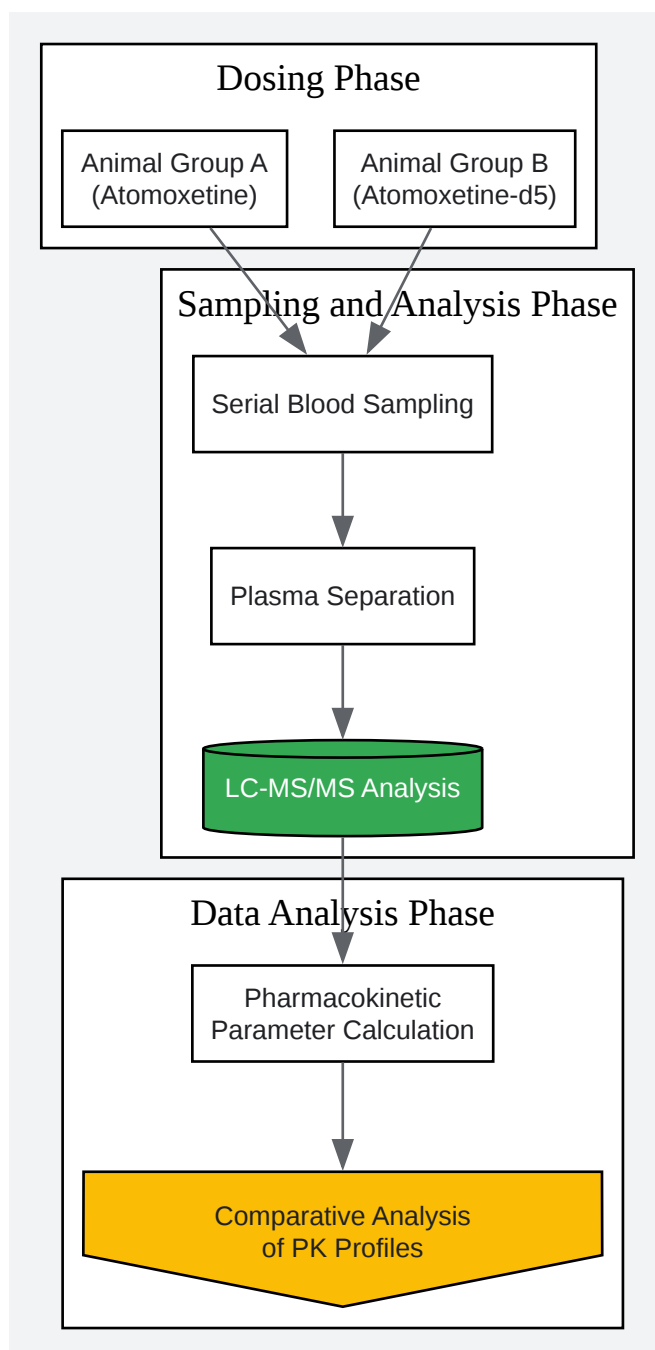 Dosing Phase
Animal Group A
(Atomoxetine)
Animal Group B
(Atomoxetine-d5)
Sampling and Analysis Phase
Serial Blood Sampling
Plasma Separation
LC-MS/MS Analysis
Data Analysis Phase
Pharmacokinetic
Parameter Calculation
Comparative Analysis
of PK Profiles